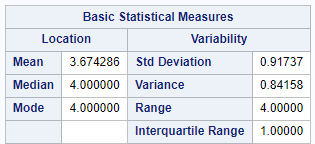 Basic Statistical Measures
Location Variability
Mean 3.674286 Std Deviation 0.91737
Median 4.000000 Variance 0.84158
Mode 4.000000 Range 4.00000
Interquartile Range 1.00000